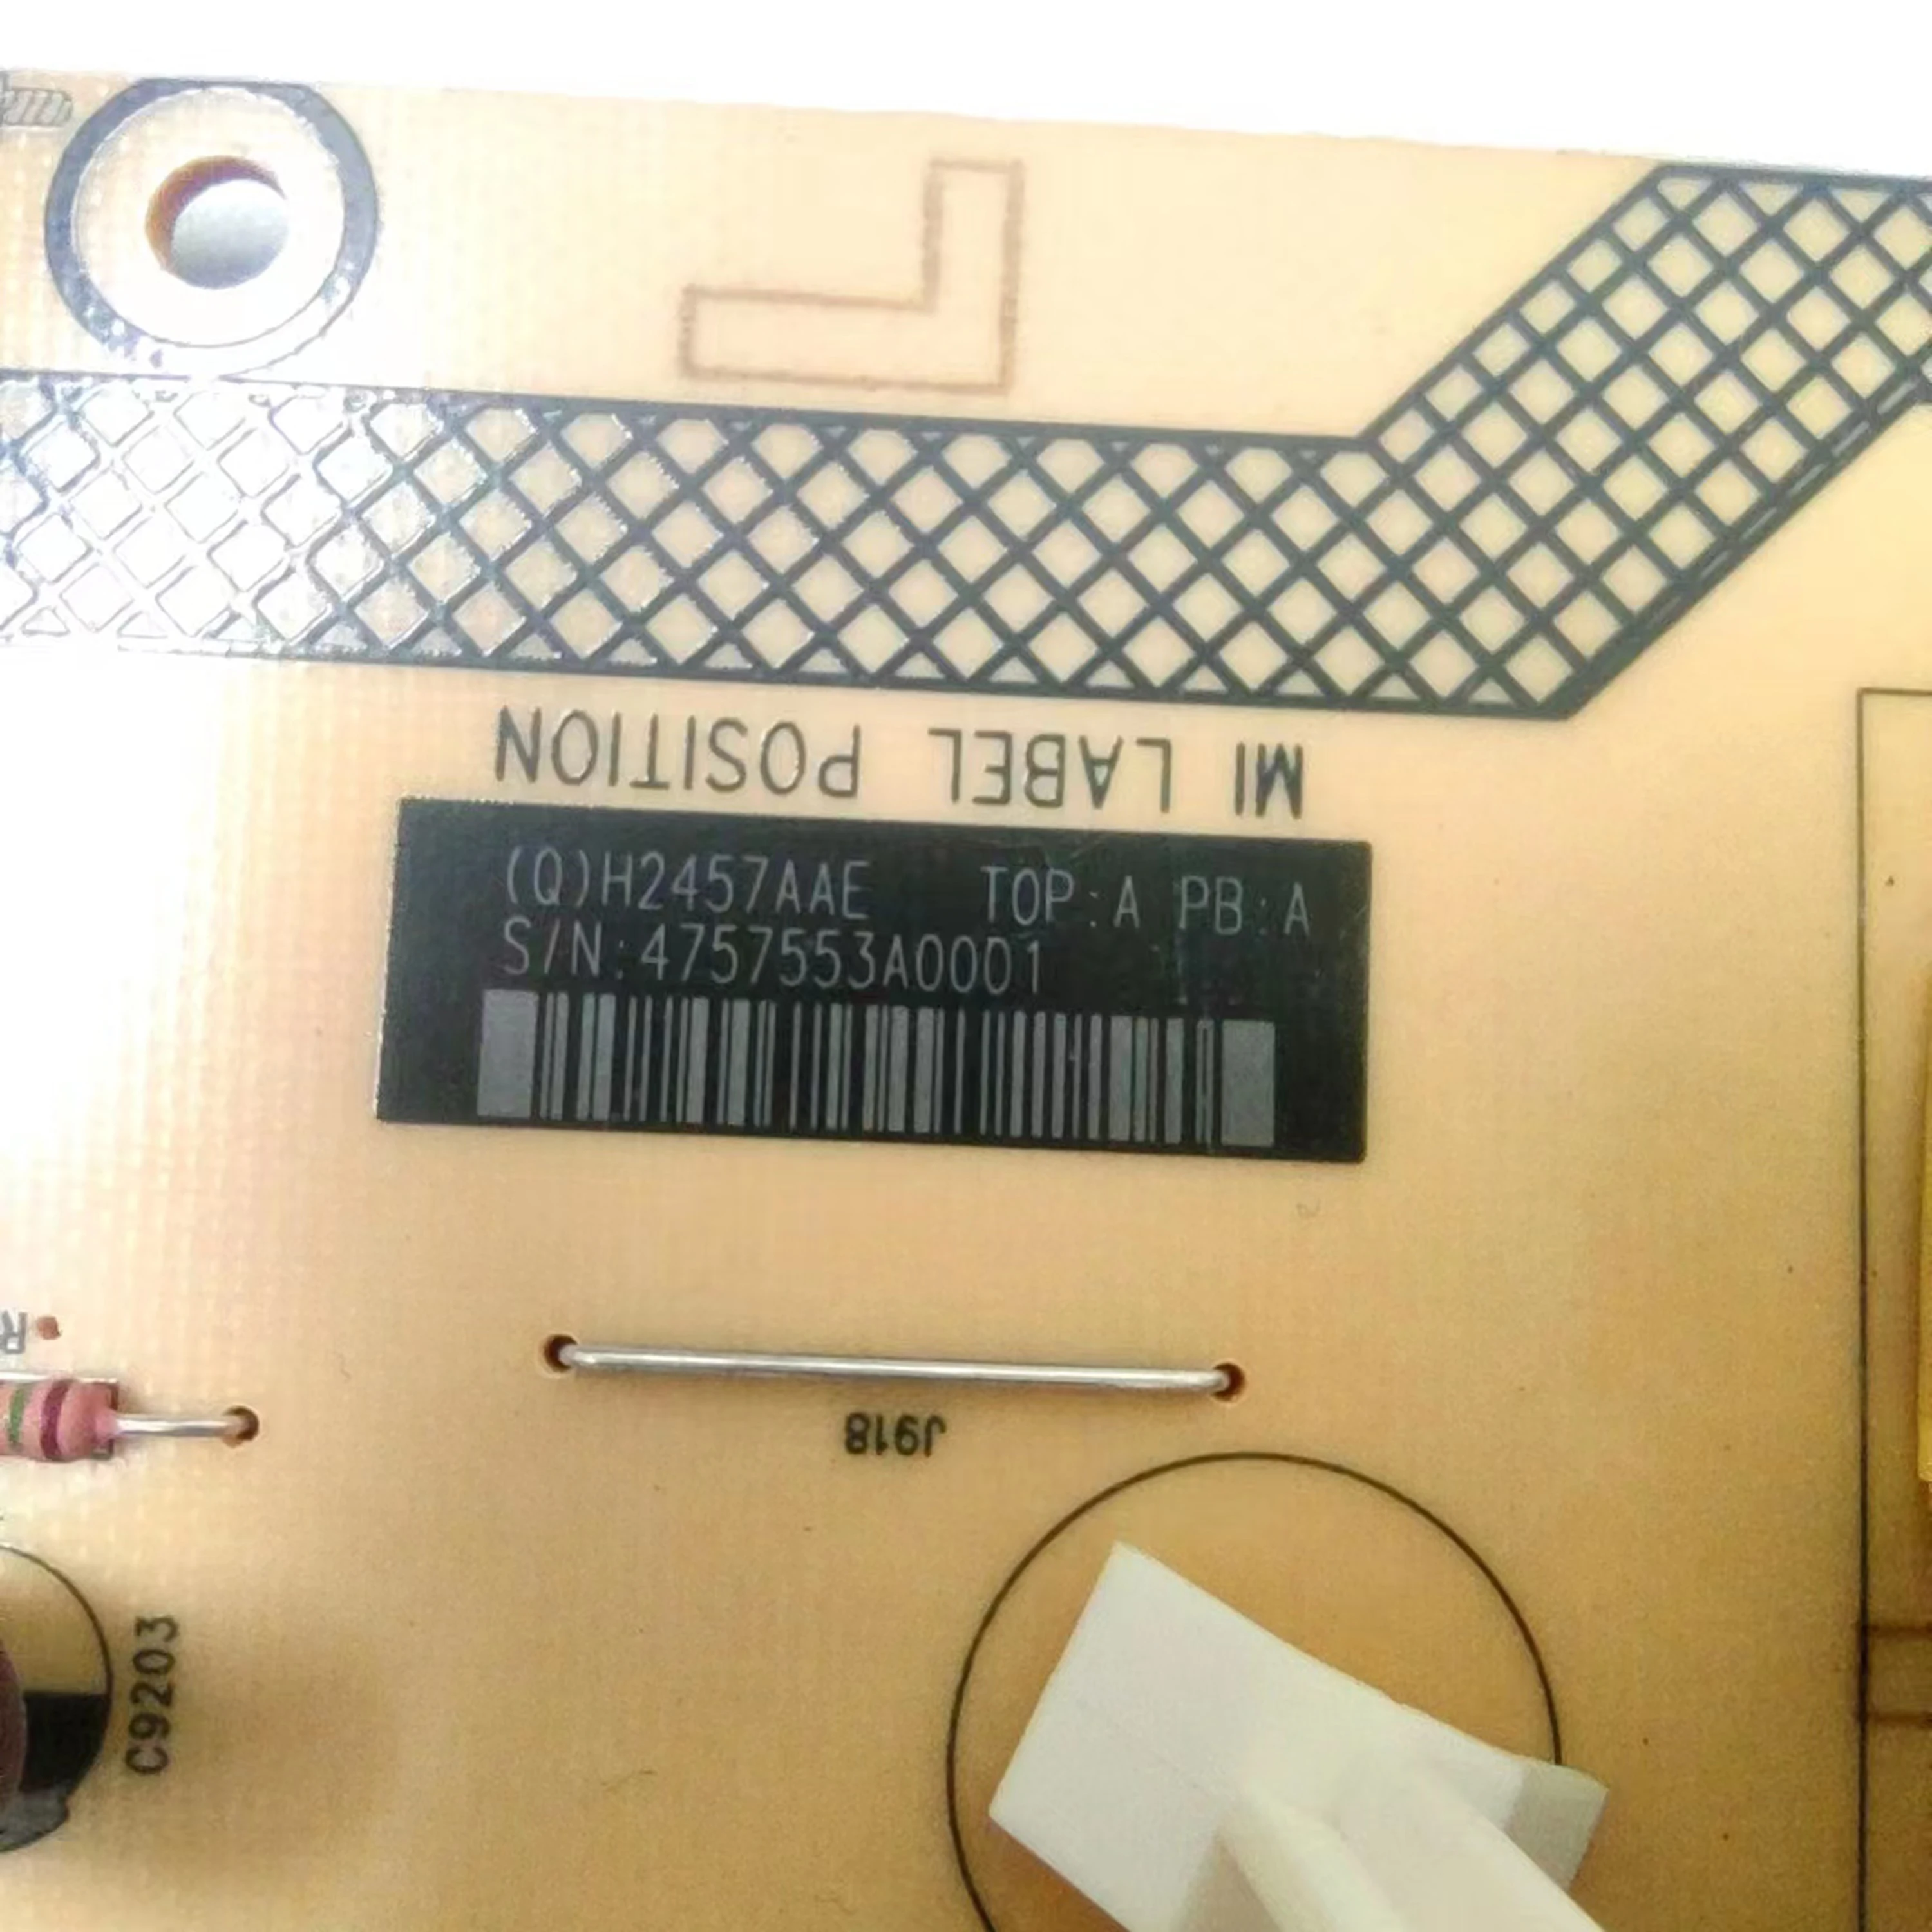 MI LABEL POSITION
(Q)H2457AAE TOP:A PB:A
S/N:4757553A0001
R
J918
C9203